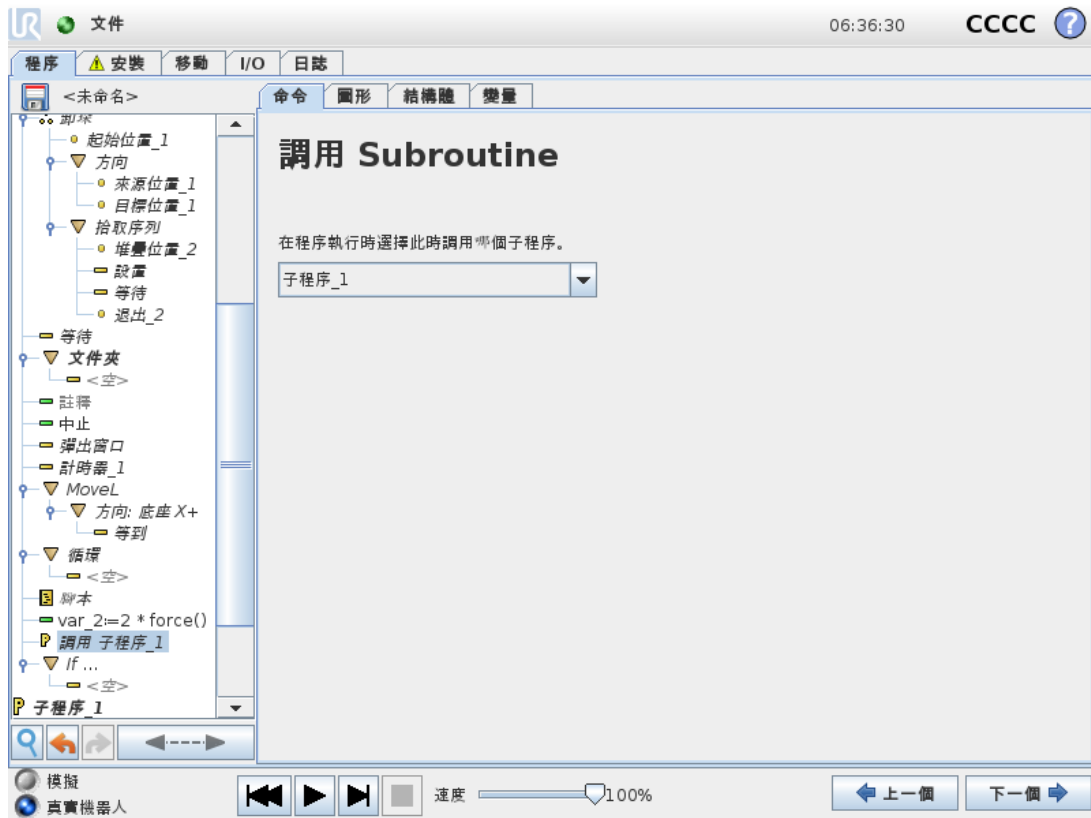 UR 文件 06:36:30 CCCC ?
程序 安裝 移動 I/O 日誌
<未命名>
命令 圖形 結構體 變量
卸垛
起始位置_1
方向
來源位置_1
目標位置_1
拾取序列
堆疊位置_2
設置
等待
退出_2
等待
文件夾
<空>
註釋
中止
彈出窗口
計時器_1
MoveL
方向: 底座 X+
等到
循環
<空>
腳本
var_2:=2 * force()
調用 子程序_1
If ...
<空>
子程序_1
調用 Subroutine
在程序執行時選擇此時調用哪個子程序。
子程序_1
模擬
真實機器人
速度 100%
上一個 下一個